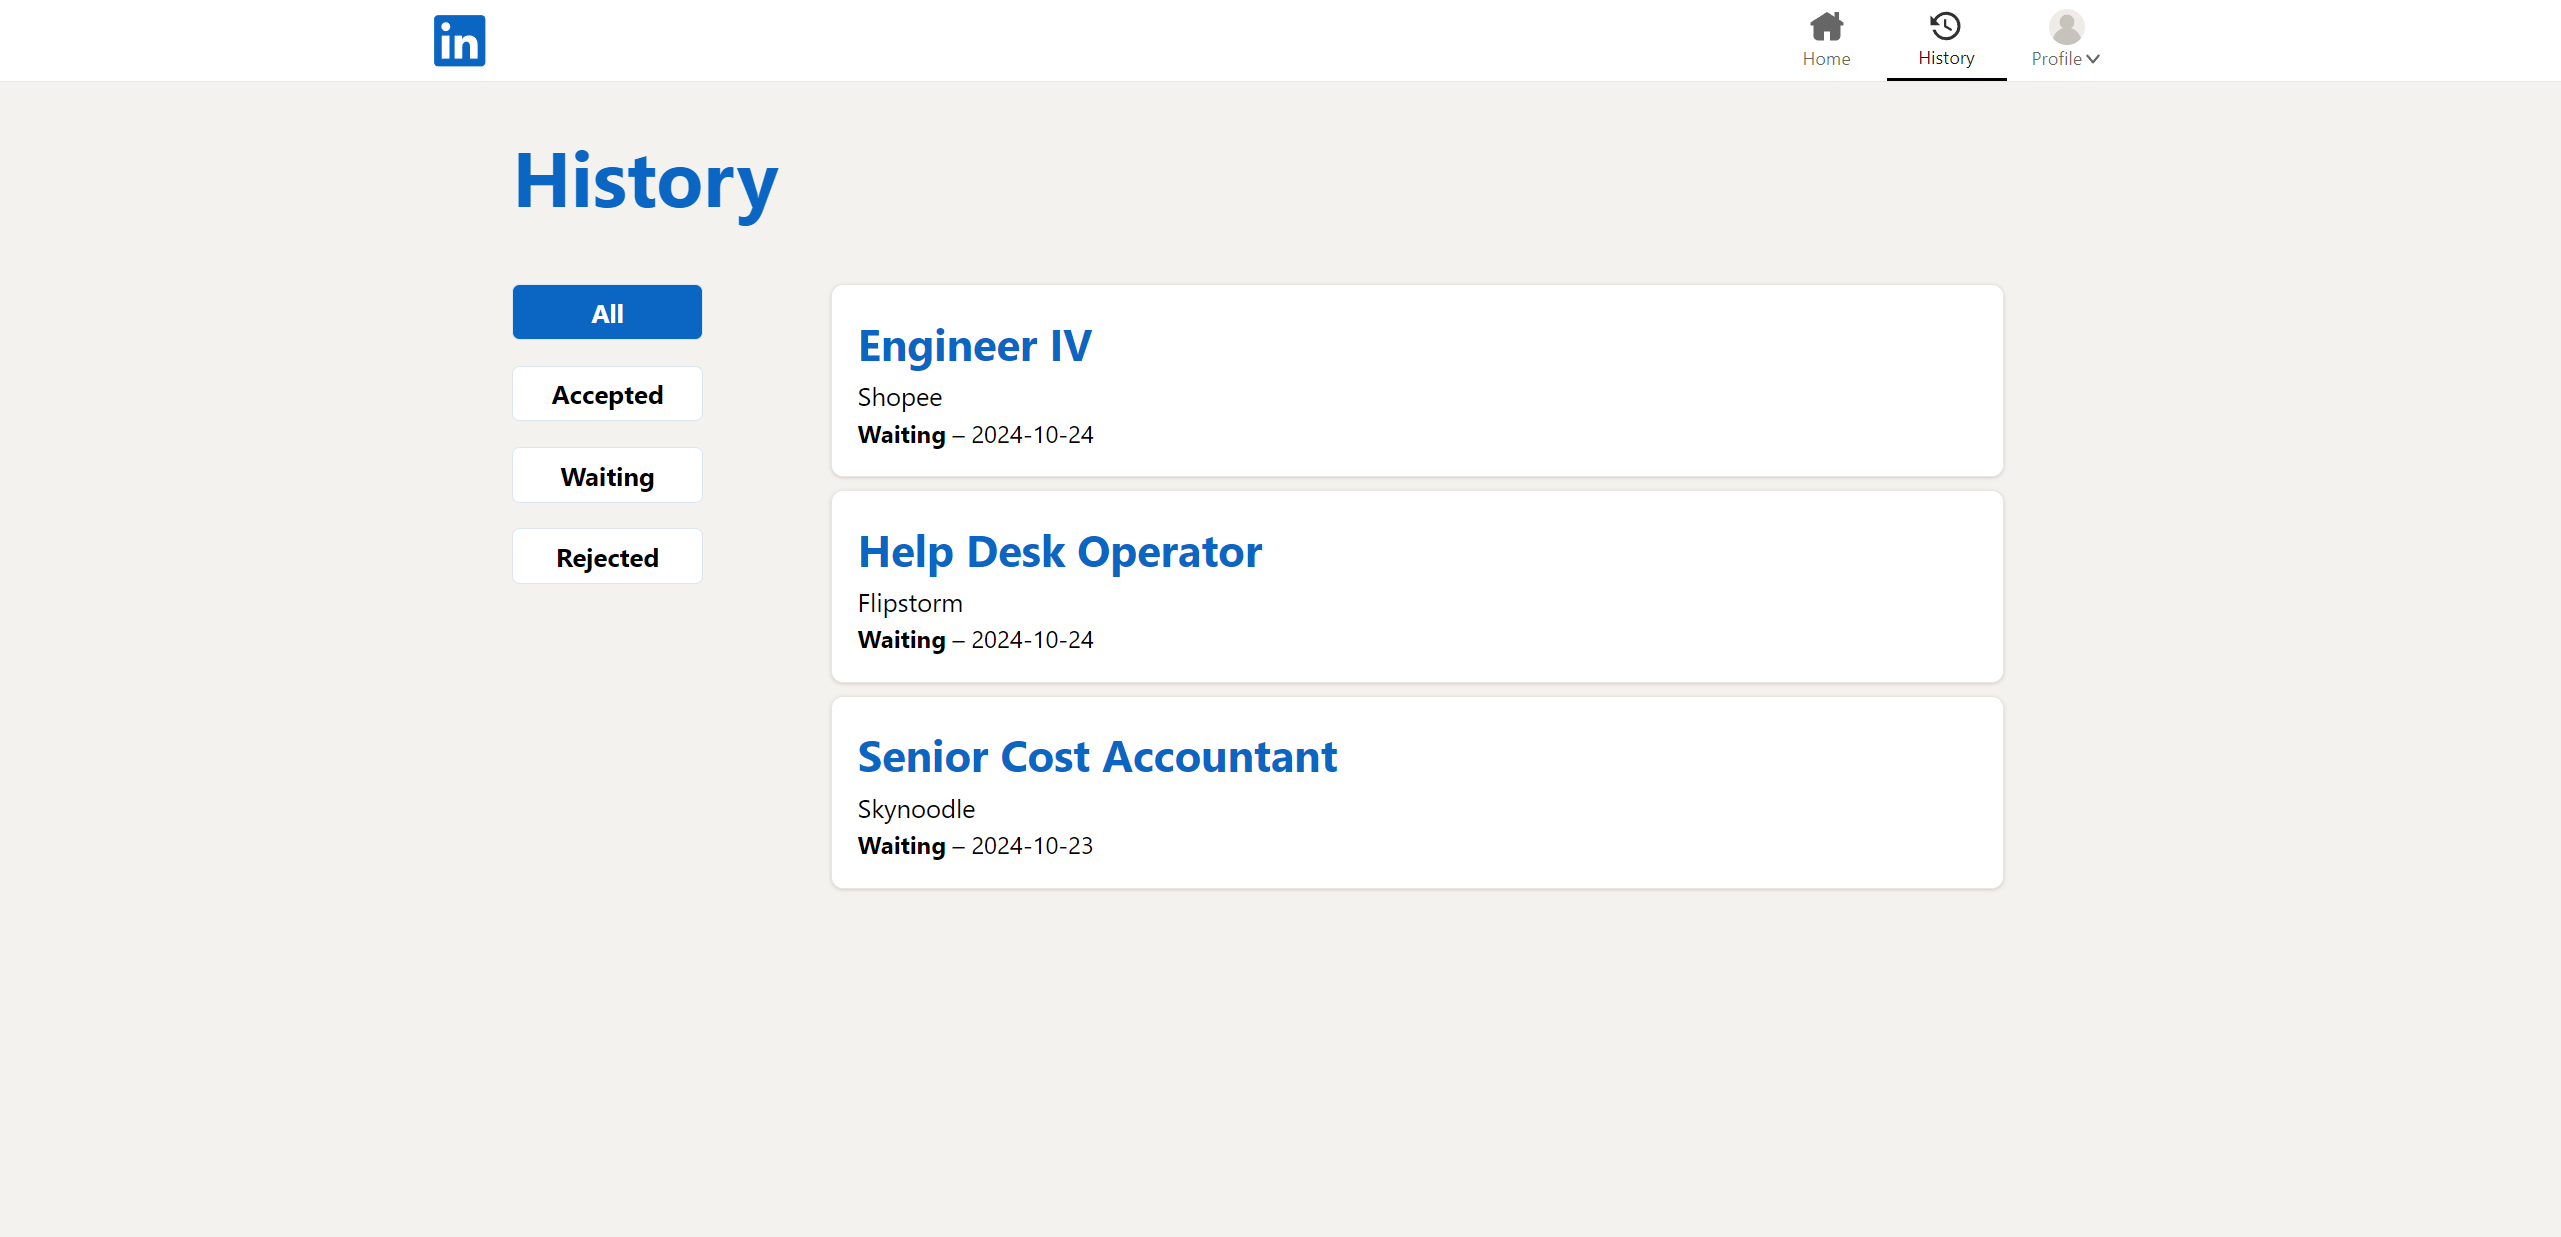 in
Home
History
Profile
History
All
Accepted
Waiting
Rejected
Engineer IV
Shopee
Waiting – 2024-10-24
Help Desk Operator
Flipstorm
Waiting – 2024-10-24
Senior Cost Accountant
Skynoodle
Waiting – 2024-10-23